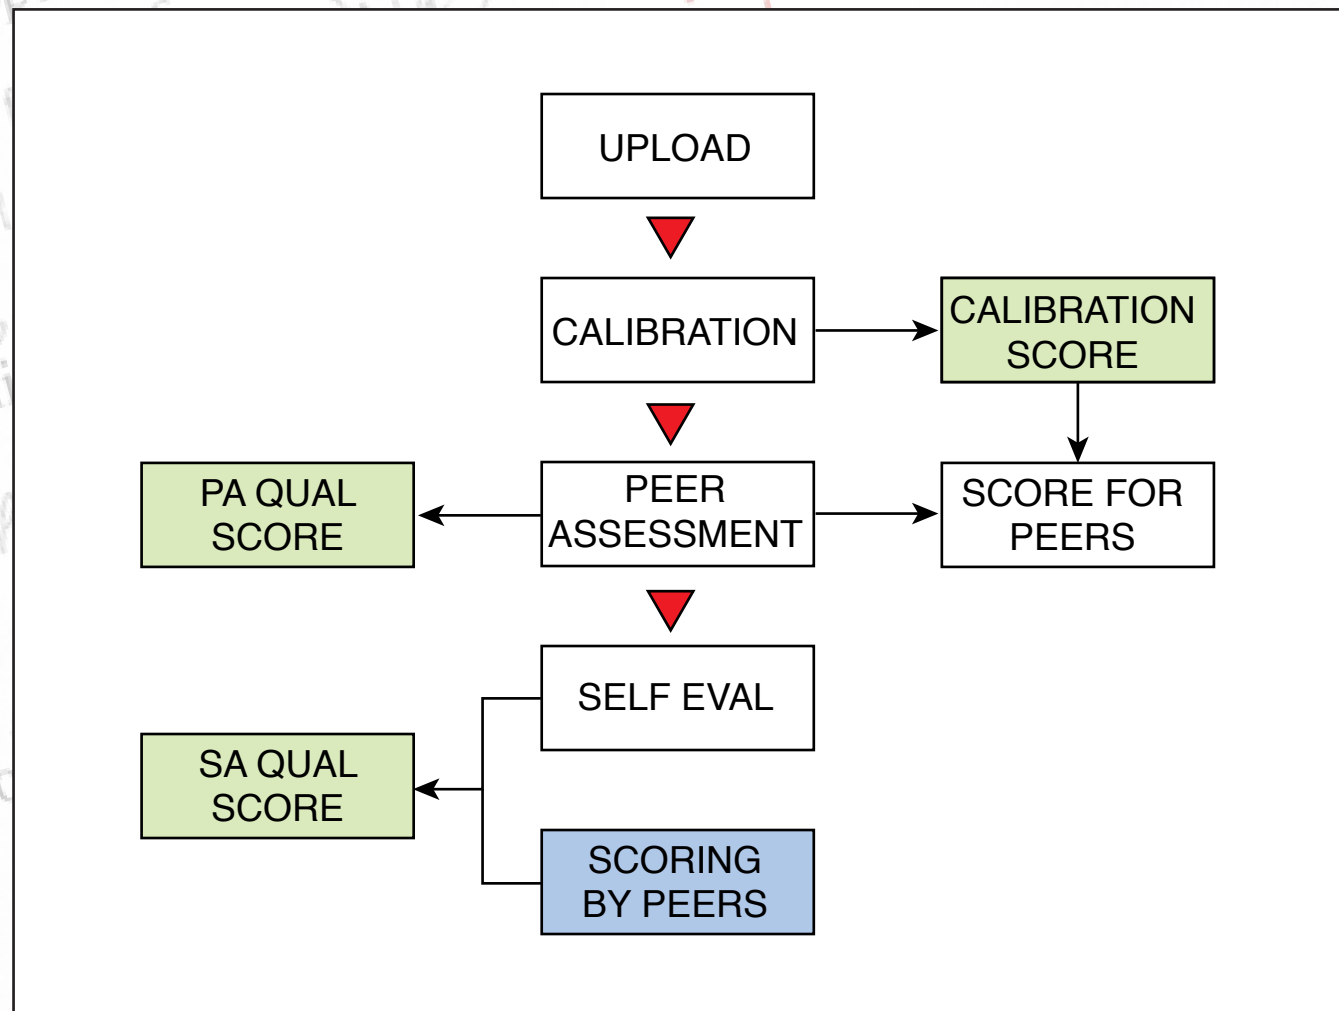 UPLOAD
CALIBRATION
CALIBRATION
SCORE
PA QUAL
SCORE
PEER
ASSESSMENT
SCORE FOR
PEERS
SELF EVAL
SA QUAL
SCORE
SCORING
BY PEERS